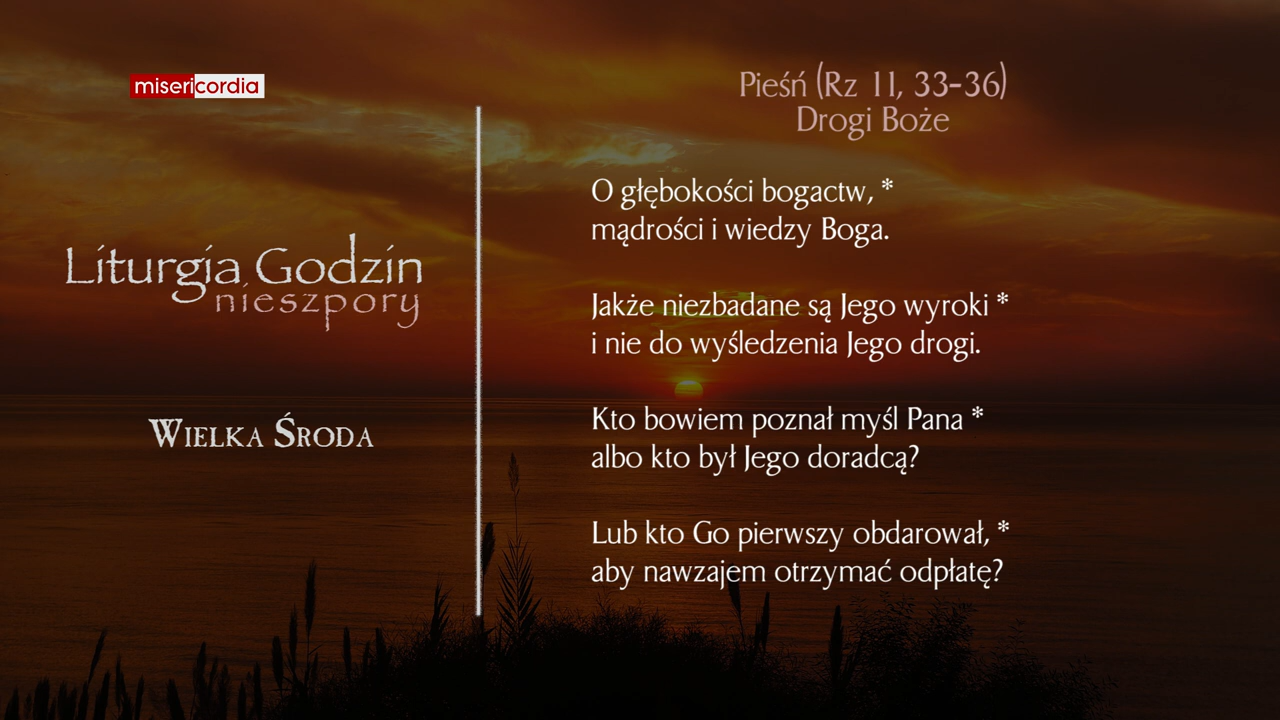 misericordia
Liturgia Godzin
nieszpory
Wielka Środa
Pieśń (Rz 11, 33-36)
Drogi Boże
O głębokości bogactw, *
mądrości i wiedzy Boga.
Jakże niezbadane są Jego wyroki *
i nie do wyśledzenia Jego drogi.
Kto bowiem poznał myśl Pana *
albo kto był Jego doradcą?
Lub kto Go pierwszy obdarował, *
aby nawzajem otrzymać odpłatę?